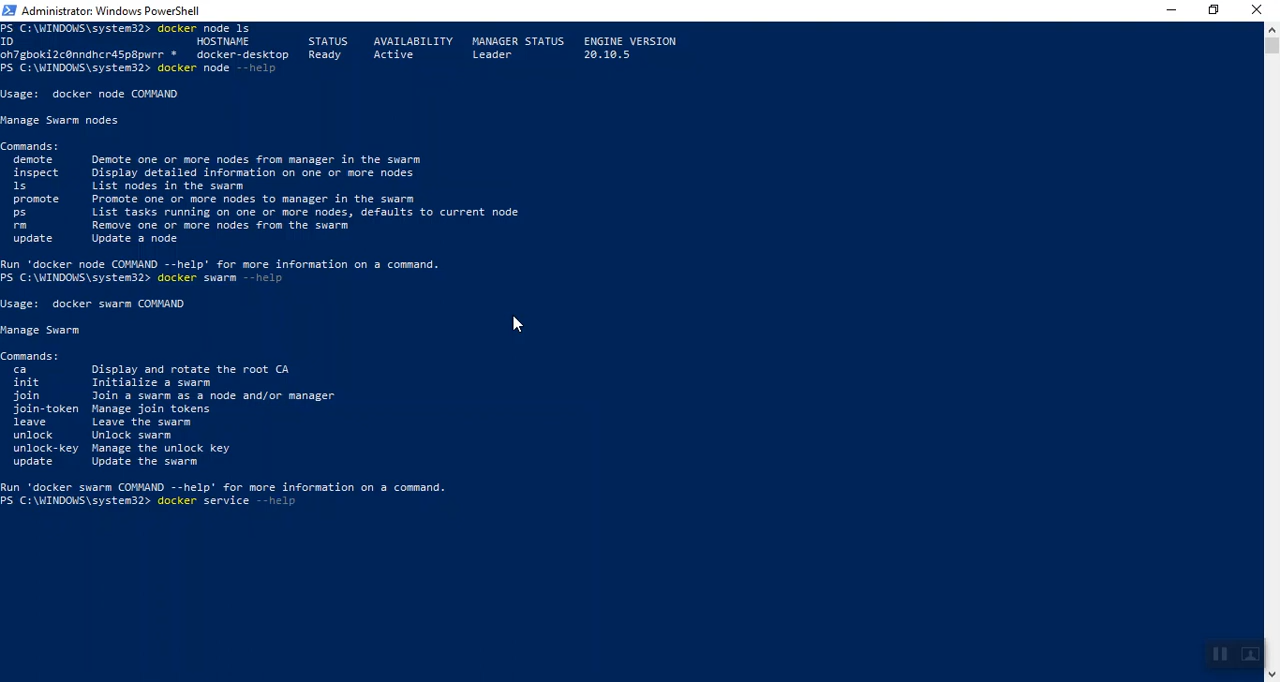 Administrator: Windows PowerShell
PS C:\WINDOWS\system32> docker node ls
ID HOSTNAME STATUS AVAILABILITY MANAGER STATUS ENGINE VERSION
oh7gboki2c0nndhcr45p8pwrr * docker-desktop Ready Active Leader 20.10.5
PS C:\WINDOWS\system32> docker node --help
Usage: docker node COMMAND
Manage Swarm nodes
Commands:
demote Demote one or more nodes from manager in the swarm
inspect Display detailed information on one or more nodes
ls List nodes in the swarm
promote Promote one or more nodes to manager in the swarm
ps List tasks running on one or more nodes, defaults to current node
rm Remove one or more nodes from the swarm
update Update a node
Run 'docker node COMMAND --help' for more information on a command.
PS C:\WINDOWS\system32> docker swarm --help
Usage: docker swarm COMMAND
Manage Swarm
Commands:
ca Display and rotate the root CA
init Initialize a swarm
join Join a swarm as a node and/or manager
join-token Manage join tokens
leave Leave the swarm
unlock Unlock swarm
unlock-key Manage the unlock key
update Update the swarm
Run 'docker swarm COMMAND --help' for more information on a command.
PS C:\WINDOWS\system32> docker service --help